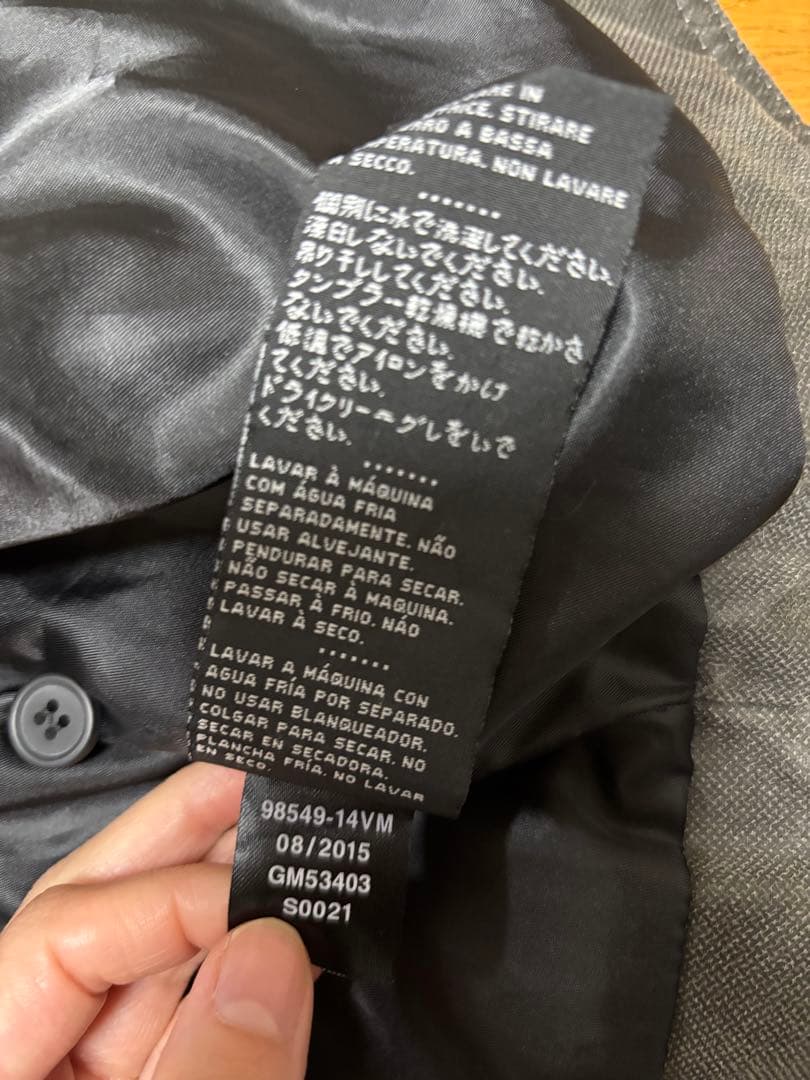 RE IN
STIRARE
A BASSA
PERATURA. NON LAVARE
SECCO.
個別に水で洗濯してください.
漂白しないでください.
吊り干ししてください.
タンブラー乾燥機で乾かさ
ないでください.
低温でアイロンをかけ
てください.
ドライクリーニグレをいで
ください.
LAVAR À MÁQUINA
COM ÁGUA FRIA
SEPARADAMENTE. NÃO
USAR ALVEJANTE.
PENDURAR PARA SECAR.
NÃO SECAR À MAQUINA.
PASSAR À FRIO. NÁO
LAVAR À SECO.
LAVAR A MÁQUINA CON
AGUA FRÍA POR SEPARADO.
NO USAR BLANQUEADOR.
COLGAR PARA SECAR. NO
SECAR EN SECADORA.
PLANCHA FRÍA. NO LAVAR
EN SECO.
98549-14VM
08/2015
GM53403
S0021